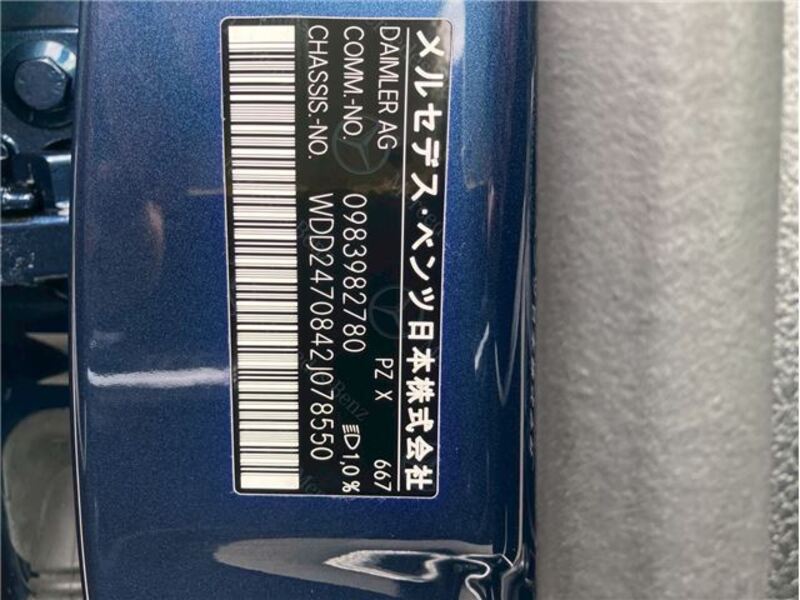 メルセデス・ベンツ日本株式会社
DAIMLER AG PZ X 667
COMM.-NO. 0983982780 1,0 %
CHASSIS.-NO. WDD2470842J078550